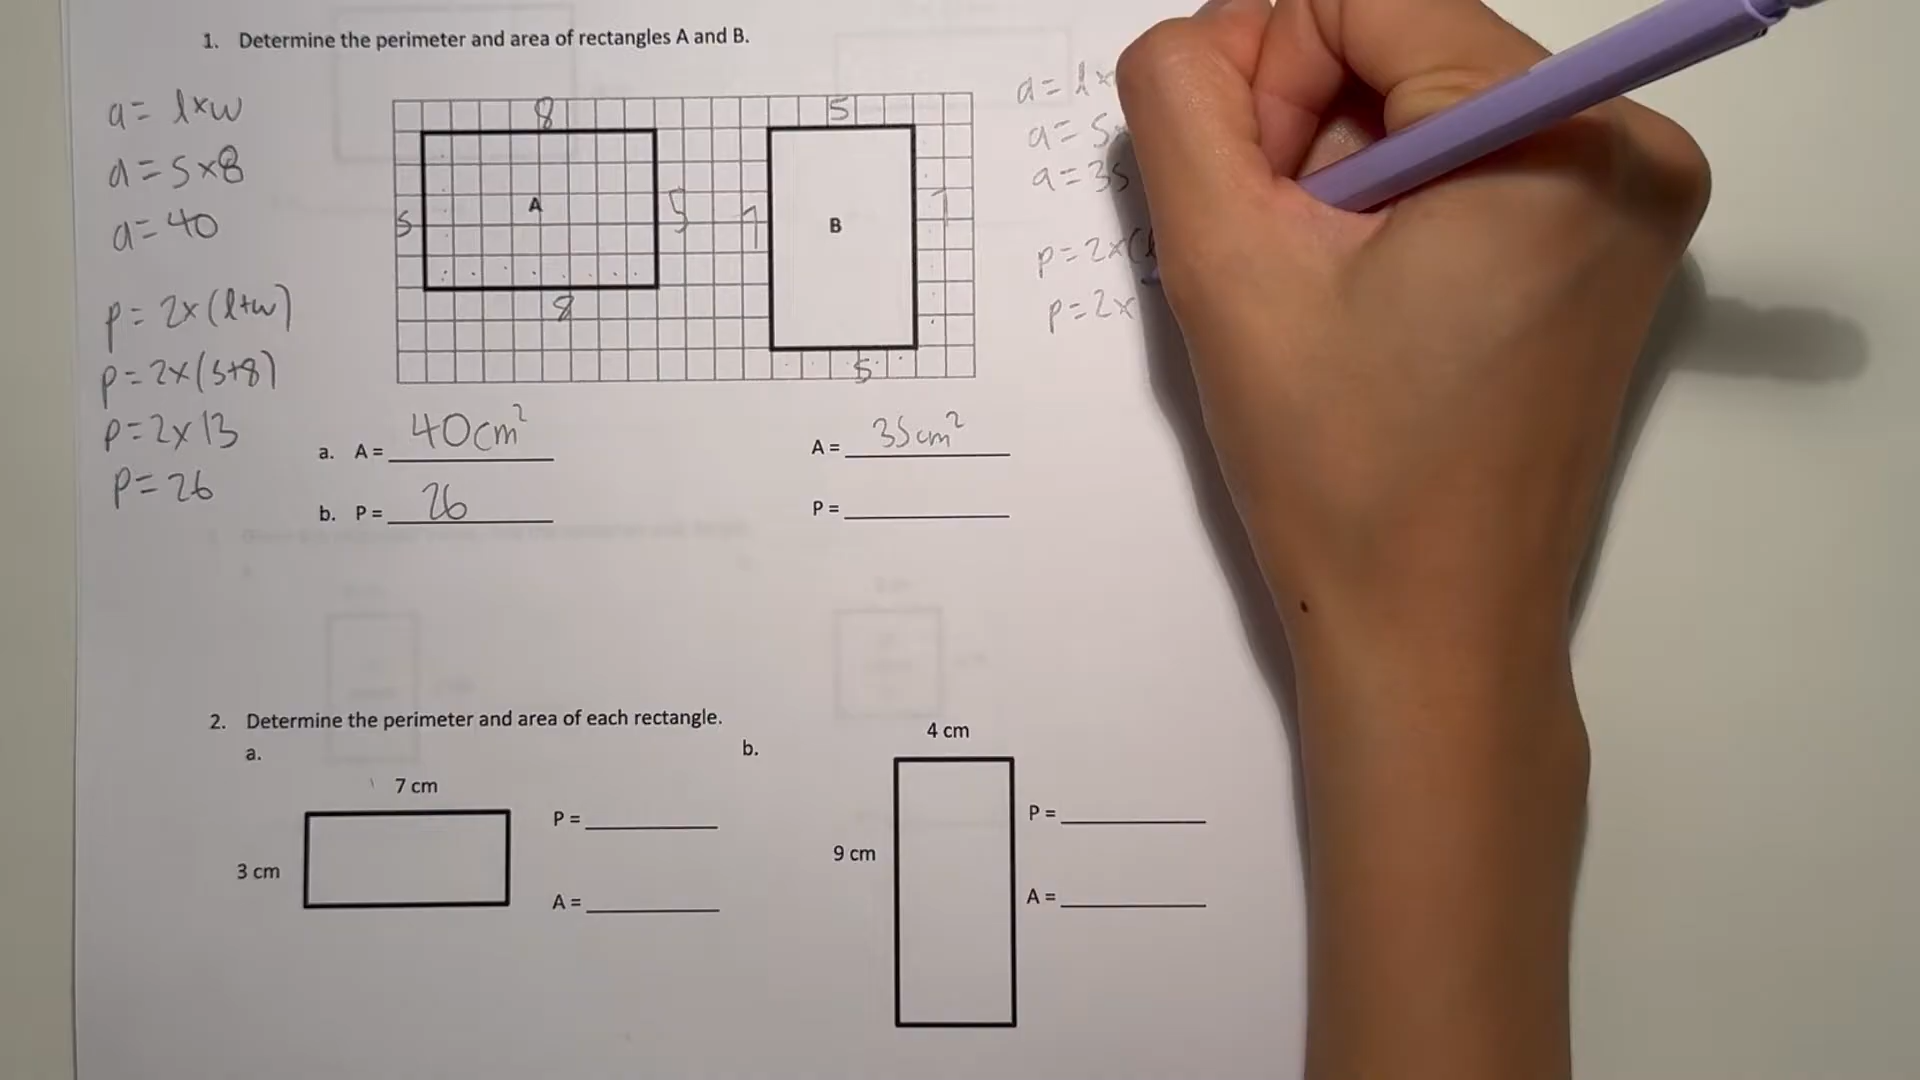 1. Determine the perimeter and area of rectangles A and B.
a = l×w
a = 5×8
a = 40
p = 2×(l+w)
p = 2×(5+8)
p = 2×13
p = 26
8
5
A
5
8
5
7
B
7
5
a = l×
a = 5
a = 35
p = 2×(
p = 2×
a. A = 40cm²
A = 35cm²
b. P = 26
P =
2. Determine the perimeter and area of each rectangle.
a.
7 cm
3 cm
P =
A =
b.
4 cm
9 cm
P =
A =